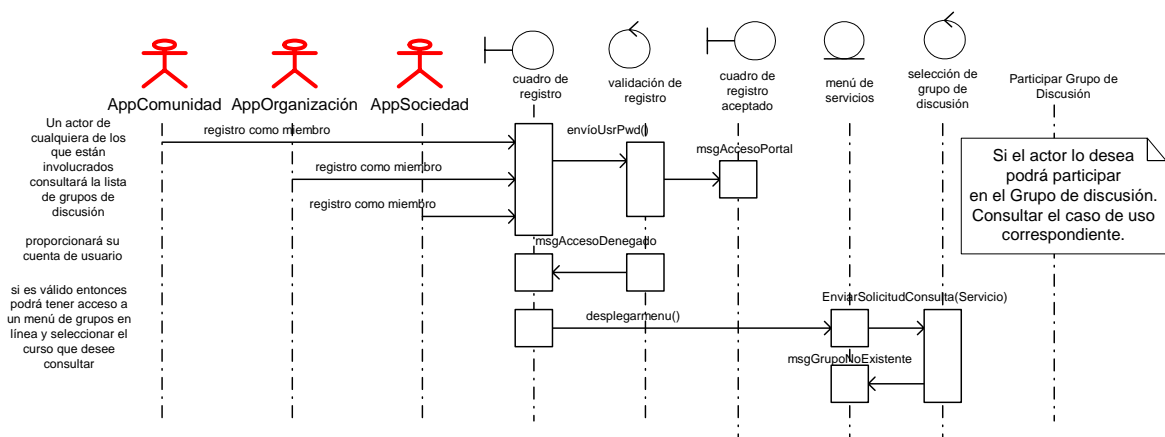 AppComunidad
AppOrganización
AppSociedad
cuadro de
registro
validación de
registro
cuadro de
registro
aceptado
menú de
servicios
selección de
grupo de
discusión
Participar Grupo de
Discusión
Un actor de
cualquiera de los
que están
involucrados
consultará la lista
de grupos de
discusión
proporcionará su
cuenta de usuario
si es válido entonces
podrá tener acceso a
un menú de grupos en
línea y seleccionar el
curso que desee
consultar
registro como miembro
registro como miembro
registro como miembro
envíoUsrPwd()
msgAccesoPortal
msgAccesoDenegado
desplegarmenu()
EnviarSolicitudConsulta(Servicio)
msgGrupoNoExistente
Si el actor lo desea
podrá participar
en el Grupo de discusión.
Consultar el caso de uso
correspondiente.